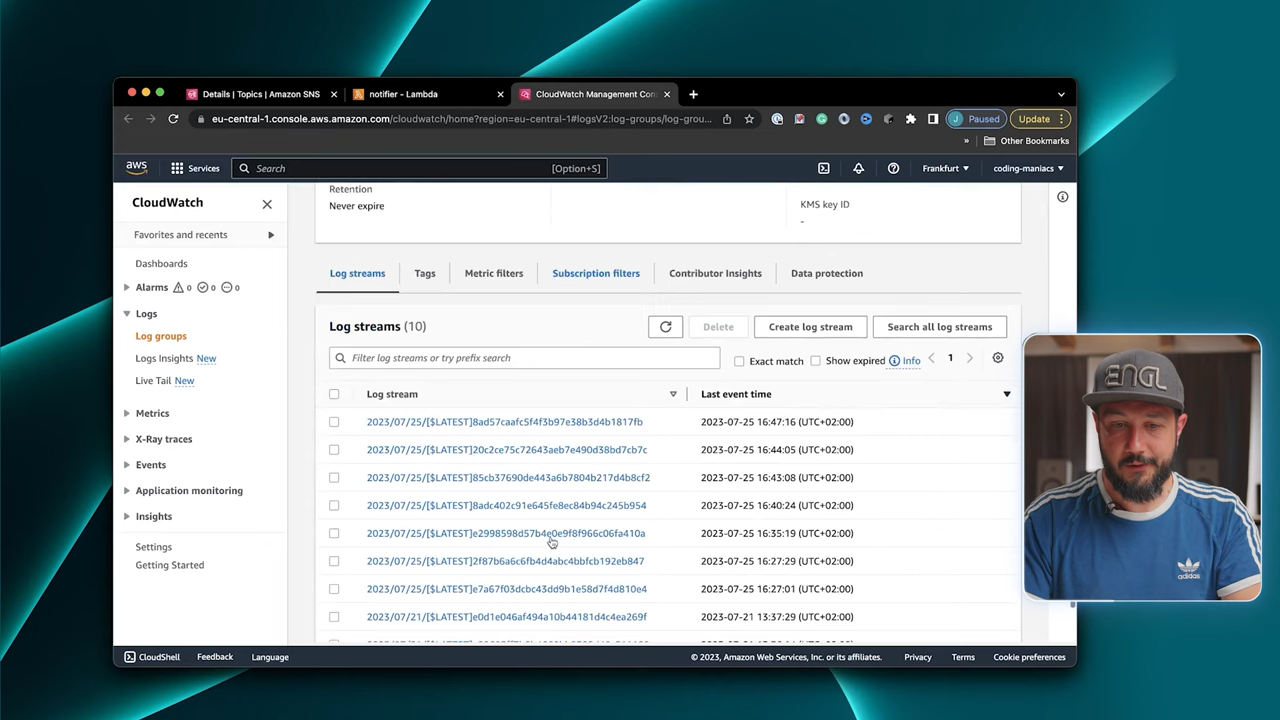 Details | Topics | Amazon SNS
notifier - Lambda
CloudWatch Management Con
eu-central-1.console.aws.amazon.com/cloudwatch/home?region=eu-central-1#logsV2:log-groups/log-grou...
J Paused
Update
» Other Bookmarks
aws Services Search [Option+S] Frankfurt coding-maniacs
CloudWatch
Favorites and recents
Dashboards
Alarms 0 0 0
Logs
Log groups
Logs Insights New
Live Tail New
Metrics
X-Ray traces
Events
Application monitoring
Insights
Settings
Getting Started
Retention
Never expire
KMS key ID
-
Log streams Tags Metric filters Subscription filters Contributor Insights Data protection
Log streams (10)
Delete Create log stream Search all log streams
Filter log streams or try prefix search
Exact match Show expired Info 1
Log stream Last event time
2023/07/25/[$LATEST]8ad57caafc5f4f3b97e38b3d4b1817fb 2023-07-25 16:47:16 (UTC+02:00)
2023/07/25/[$LATEST]20c2ce75c72643aeb7e490d38bd7cb7c 2023-07-25 16:44:05 (UTC+02:00)
2023/07/25/[$LATEST]85cb37690de443a6b7804b217d4b8cf2 2023-07-25 16:43:08 (UTC+02:00)
2023/07/25/[$LATEST]8adc402c91e645fe8ec84b94c245b954 2023-07-25 16:40:24 (UTC+02:00)
2023/07/25/[$LATEST]e2998598d57b4e0e9f8f966c06fa410a 2023-07-25 16:35:19 (UTC+02:00)
2023/07/25/[$LATEST]2f87b6a6c6fb4d4abc4bbfcb192eb847 2023-07-25 16:27:29 (UTC+02:00)
2023/07/25/[$LATEST]e7a67f03dcbc43dd9b1e58d7f4d810e4 2023-07-25 16:27:01 (UTC+02:00)
2023/07/21/[$LATEST]e0d1e046af494a10b44181d4c4ea269f 2023-07-21 13:37:29 (UTC+02:00)
CloudShell Feedback Language © 2023, Amazon Web Services, Inc. or its affiliates. Privacy Terms Cookie preferences
ENGL
adidas